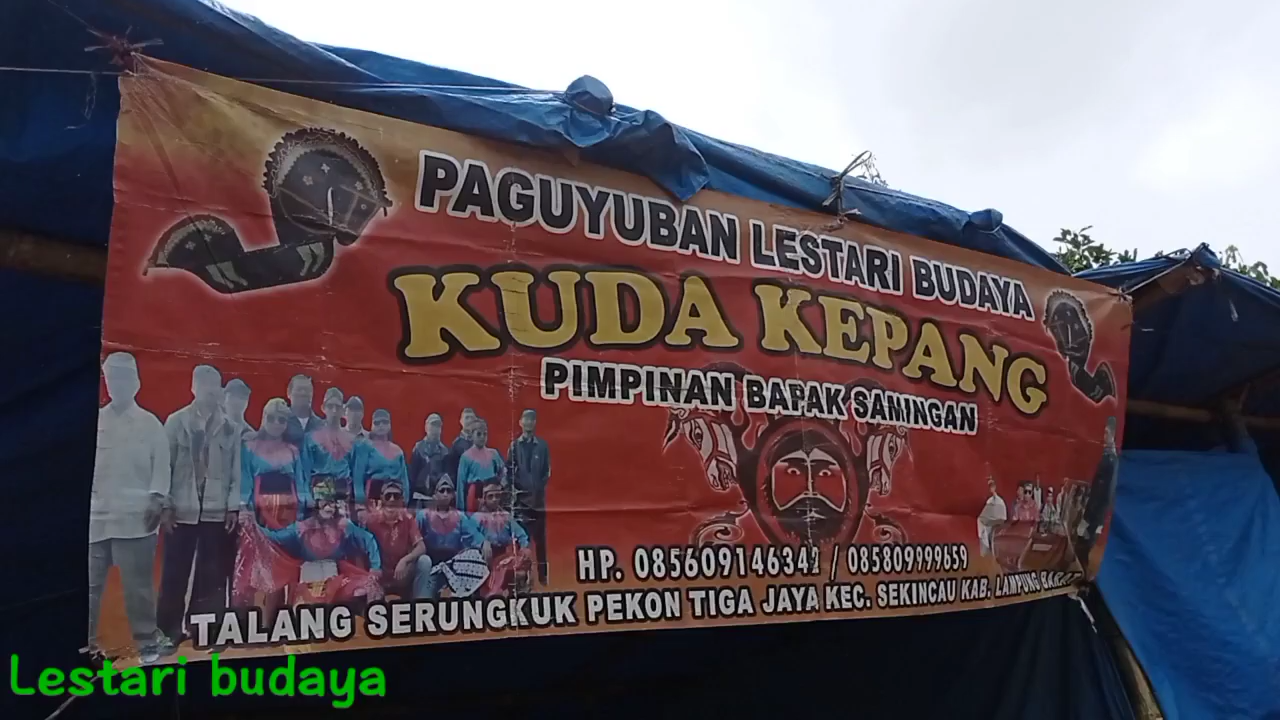 PAGUYUBAN LESTARI BUDAYA
KUDA KEPANG
PIMPINAN BAPAK SAMINGAN
HP. 085609146342 / 085809999659
TALANG SERUNGKUK PEKON TIGA JAYA KEC. SEKINCAU KAB. LAMPUNG BARAT
Lestari budaya